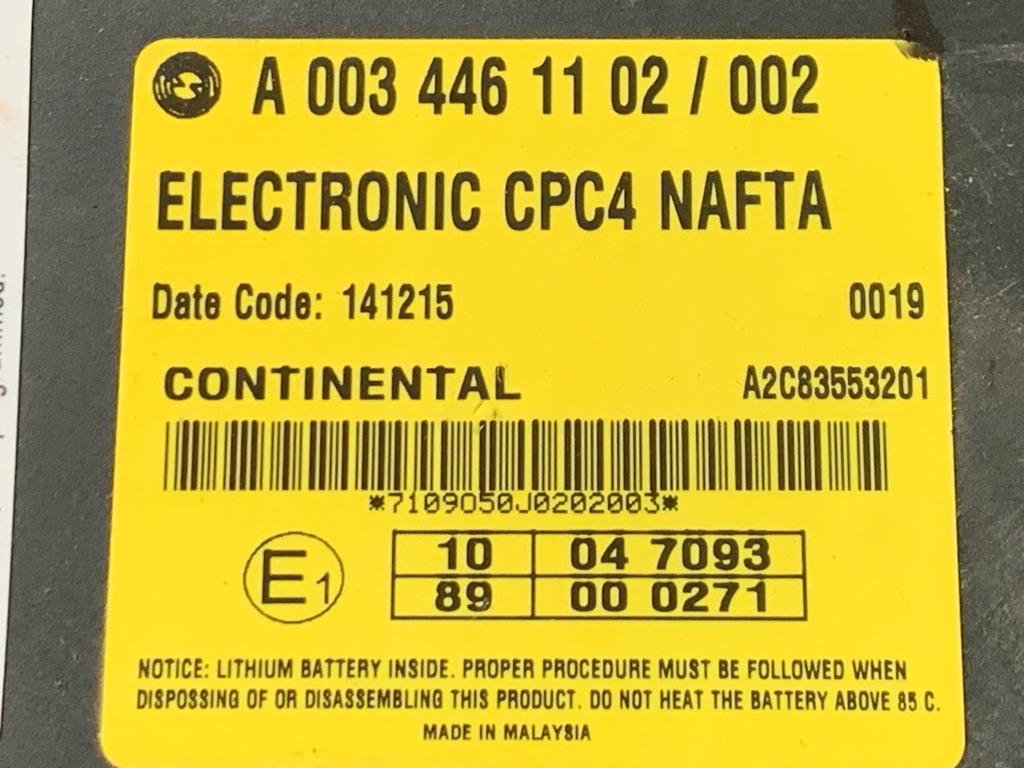 A 003 446 11 02 / 002
ELECTRONIC CPC4 NAFTA
Date Code: 141215 0019
CONTINENTAL A2C83553201
*7109050J0202003*
E1
10 04 7093
89 00 0271
NOTICE: LITHIUM BATTERY INSIDE. PROPER PROCEDURE MUST BE FOLLOWED WHEN
DISPOSSING OF OR DISASSEMBLING THIS PRODUCT. DO NOT HEAT THE BATTERY ABOVE 85 C.
MADE IN MALAYSIA